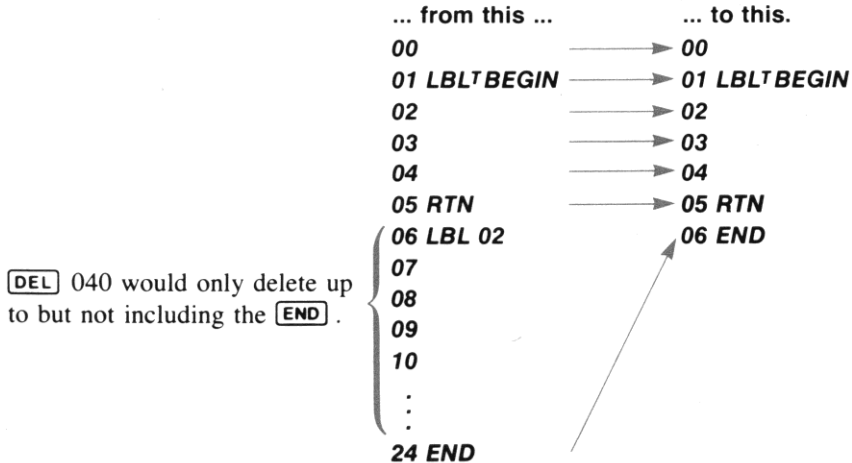 ... from this ... ... to this.
00 00
01 LBLᵀBEGIN 01 LBLᵀBEGIN
02 02
03 03
04 04
05 RTN 05 RTN
06 LBL 02 06 END
07
DEL 040 would only delete up
08
to but not including the END .
09
10
.
.
.
24 END